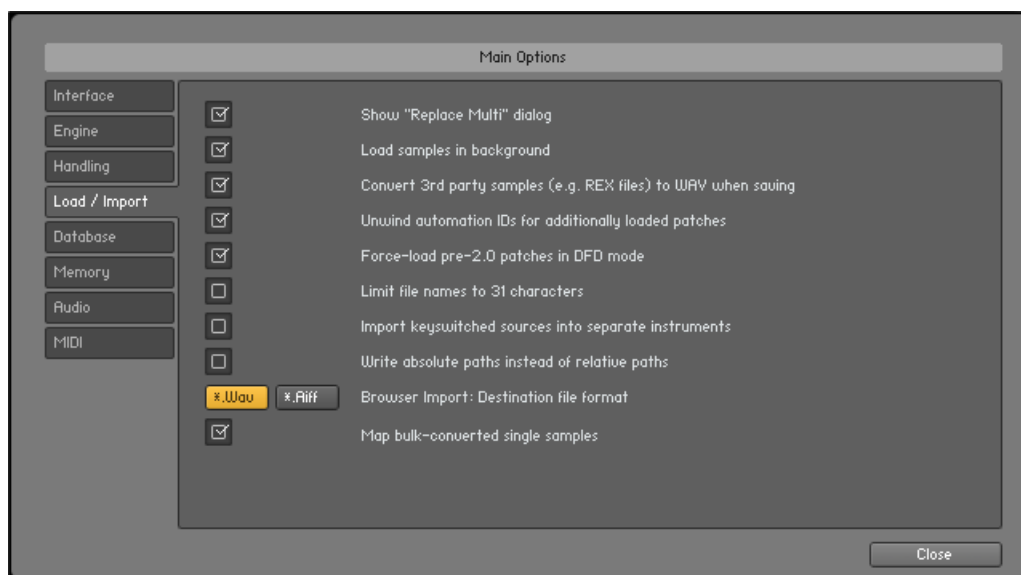 Main Options
Interface
Engine
Handling
Load / Import
Database
Memory
Audio
MIDI
Show "Replace Multi" dialog
Load samples in background
Convert 3rd party samples (e.g. REX files) to WAV when saving
Unwind automation IDs for additionally loaded patches
Force-load pre-2.0 patches in DFD mode
Limit file names to 31 characters
Import keyswitched sources into separate instruments
Write absolute paths instead of relative paths
*.Wav *.Aiff Browser Import: Destination file format
Map bulk-converted single samples
Close